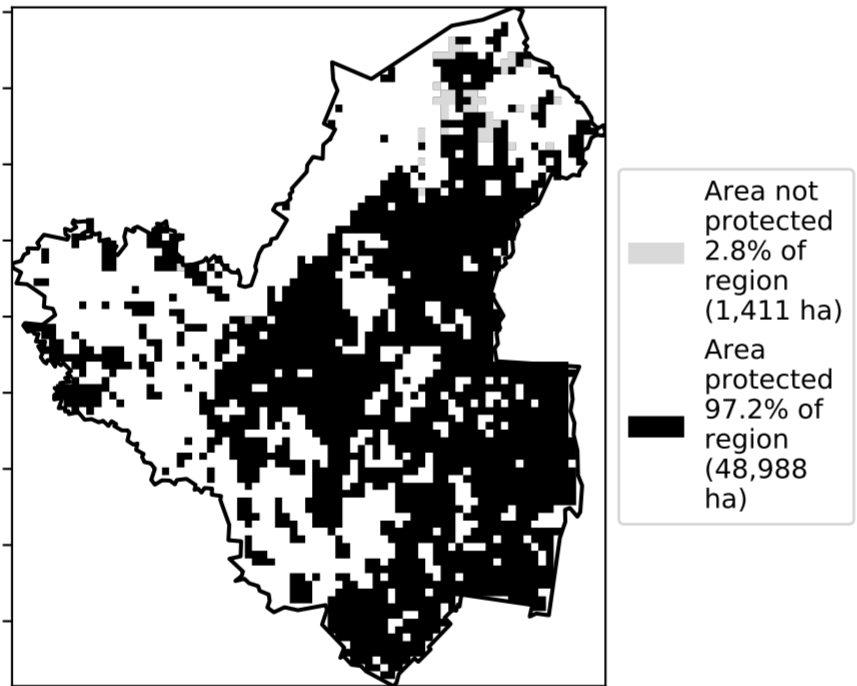 Area not
protected
2.8% of
region
(1,411 ha)
Area
protected
97.2% of
region
(48,988
ha)